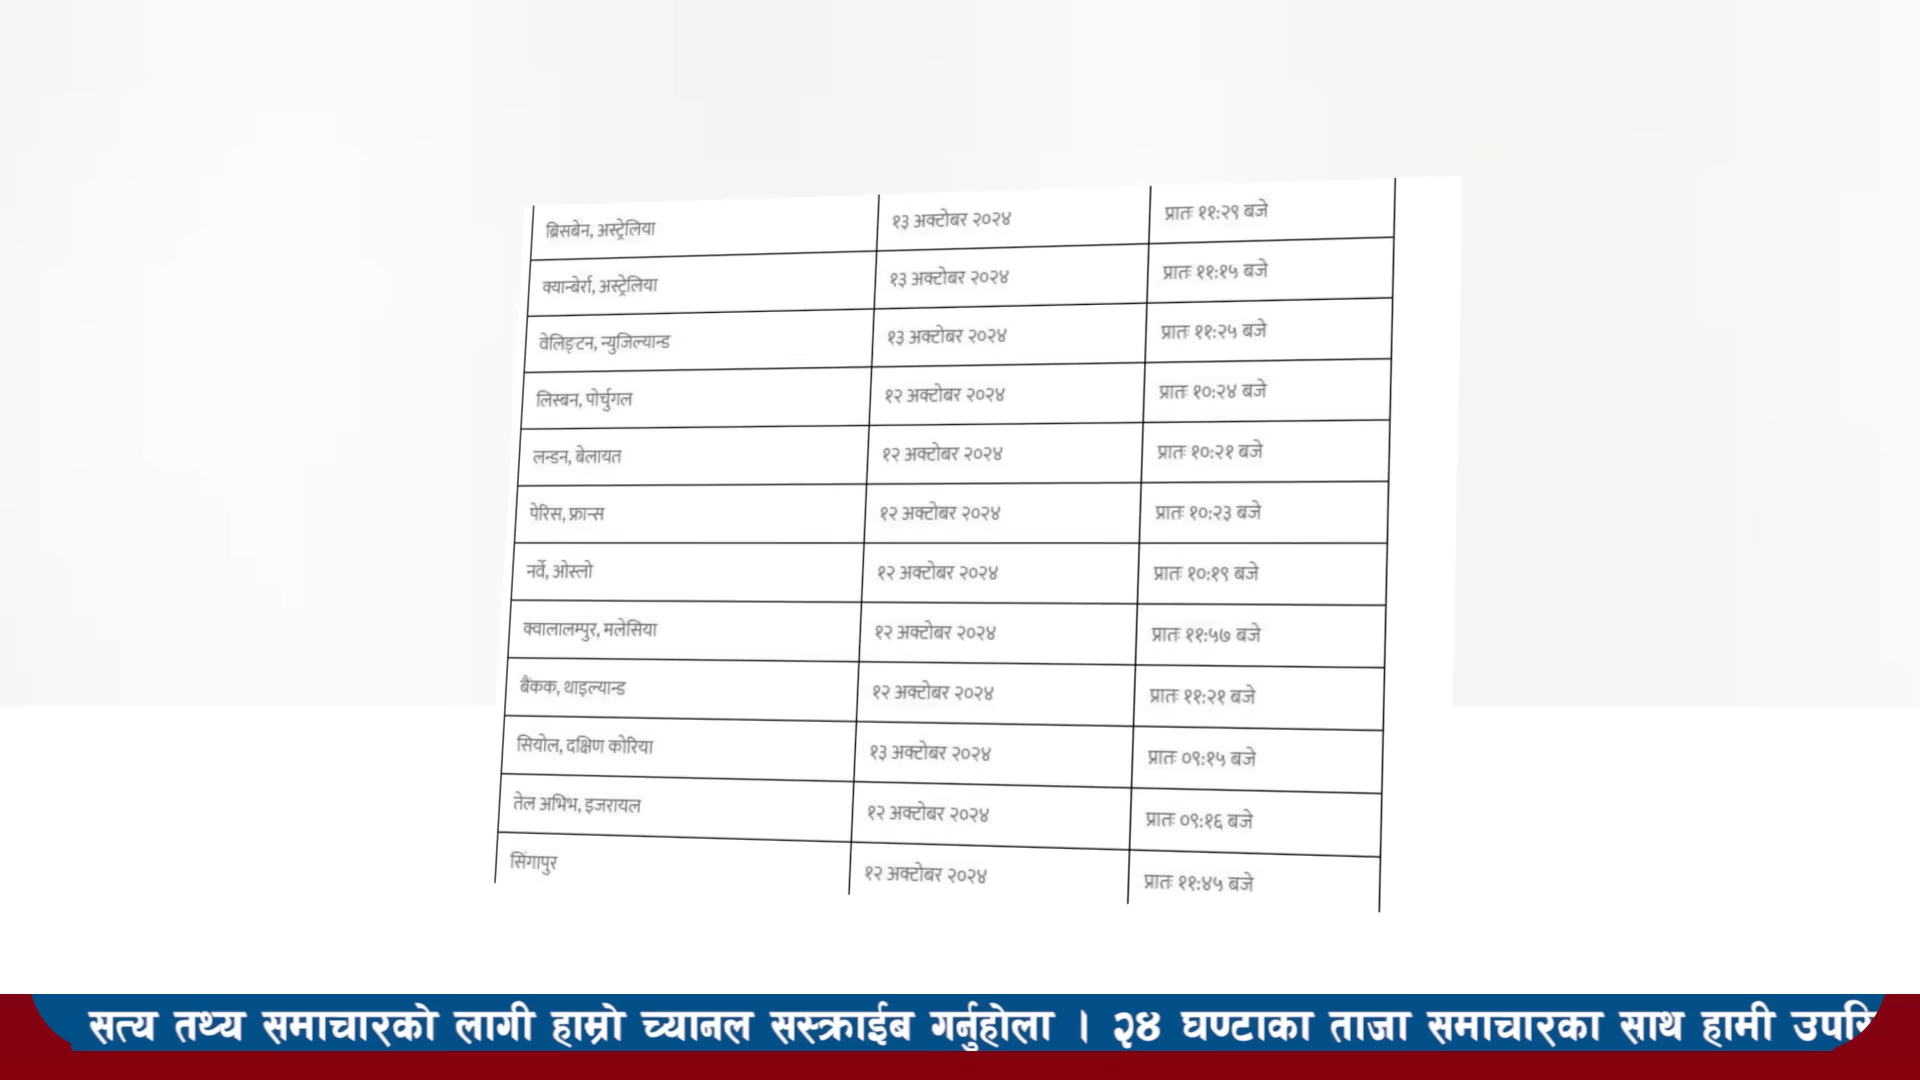 ब्रिसबेन, अस्ट्रेलिया १३ अक्टोबर २०२४ प्रातः ११:२९ बजे
क्यान्बेर्रा, अस्ट्रेलिया १३ अक्टोबर २०२४ प्रातः ११:१५ बजे
वेलिङ्टन, न्युजिल्यान्ड १३ अक्टोबर २०२४ प्रातः ११:२५ बजे
लिस्बन, पोर्चुगल १२ अक्टोबर २०२४ प्रातः १०:२४ बजे
लन्डन, बेलायत १२ अक्टोबर २०२४ प्रातः १०:२१ बजे
पेरिस, फ्रान्स १२ अक्टोबर २०२४ प्रातः १०:२३ बजे
नर्वे, ओस्लो १२ अक्टोबर २०२४ प्रातः १०:१९ बजे
क्वालालम्पुर, मलेसिया १२ अक्टोबर २०२४ प्रातः ११:५७ बजे
बैंकक, थाइल्यान्ड १२ अक्टोबर २०२४ प्रातः ११:२१ बजे
सियोल, दक्षिण कोरिया १३ अक्टोबर २०२४ प्रातः ०९:१५ बजे
तेल अभिभ, इजरायल १२ अक्टोबर २०२४ प्रातः ०९:१६ बजे
सिंगापुर १२ अक्टोबर २०२४ प्रातः ११:४५ बजे
सत्य तथ्य समाचारको लागी हाम्रो च्यानल सस्क्राईब गर्नुहोला । २४ घण्टाका ताजा समाचारका साथ हामी